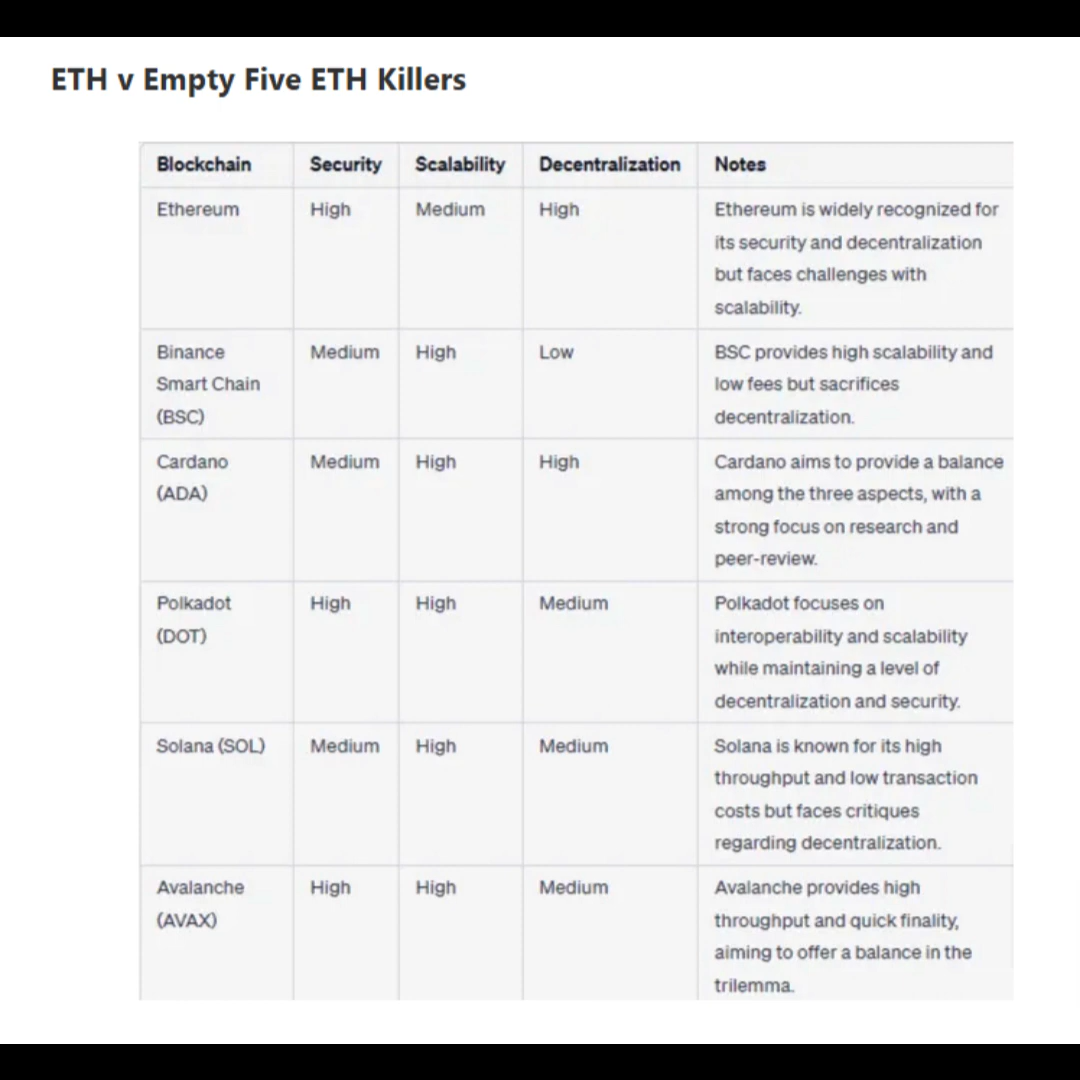 ETH v Empty Five ETH Killers
Blockchain Security Scalability Decentralization Notes
Ethereum High Medium High Ethereum is widely recognized for
its security and decentralization
but faces challenges with
scalability.
Binance Medium High Low BSC provides high scalability and
Smart Chain low fees but sacrifices
(BSC) decentralization.
Cardano Medium High High Cardano aims to provide a balance
(ADA) among the three aspects, with a
strong focus on research and
peer-review.
Polkadot High High Medium Polkadot focuses on
(DOT) interoperability and scalability
while maintaining a level of
decentralization and security.
Solana (SOL) Medium High Medium Solana is known for its high
throughput and low transaction
costs but faces critiques
regarding decentralization.
Avalanche High High Medium Avalanche provides high
(AVAX) throughput and quick finality,
aiming to offer a balance in the
trilemma.